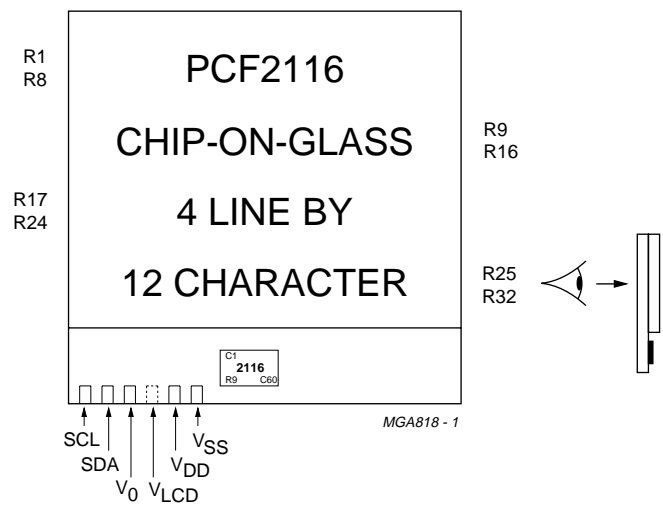 R1
R8
PCF2116
CHIP-ON-GLASS
R9
R16
R17
R24
4 LINE BY
12 CHARACTER
R25
R32
C1
2116
R9 C60
MGA818 - 1
SCL
SDA
V0
VLCD
VDD
VSS